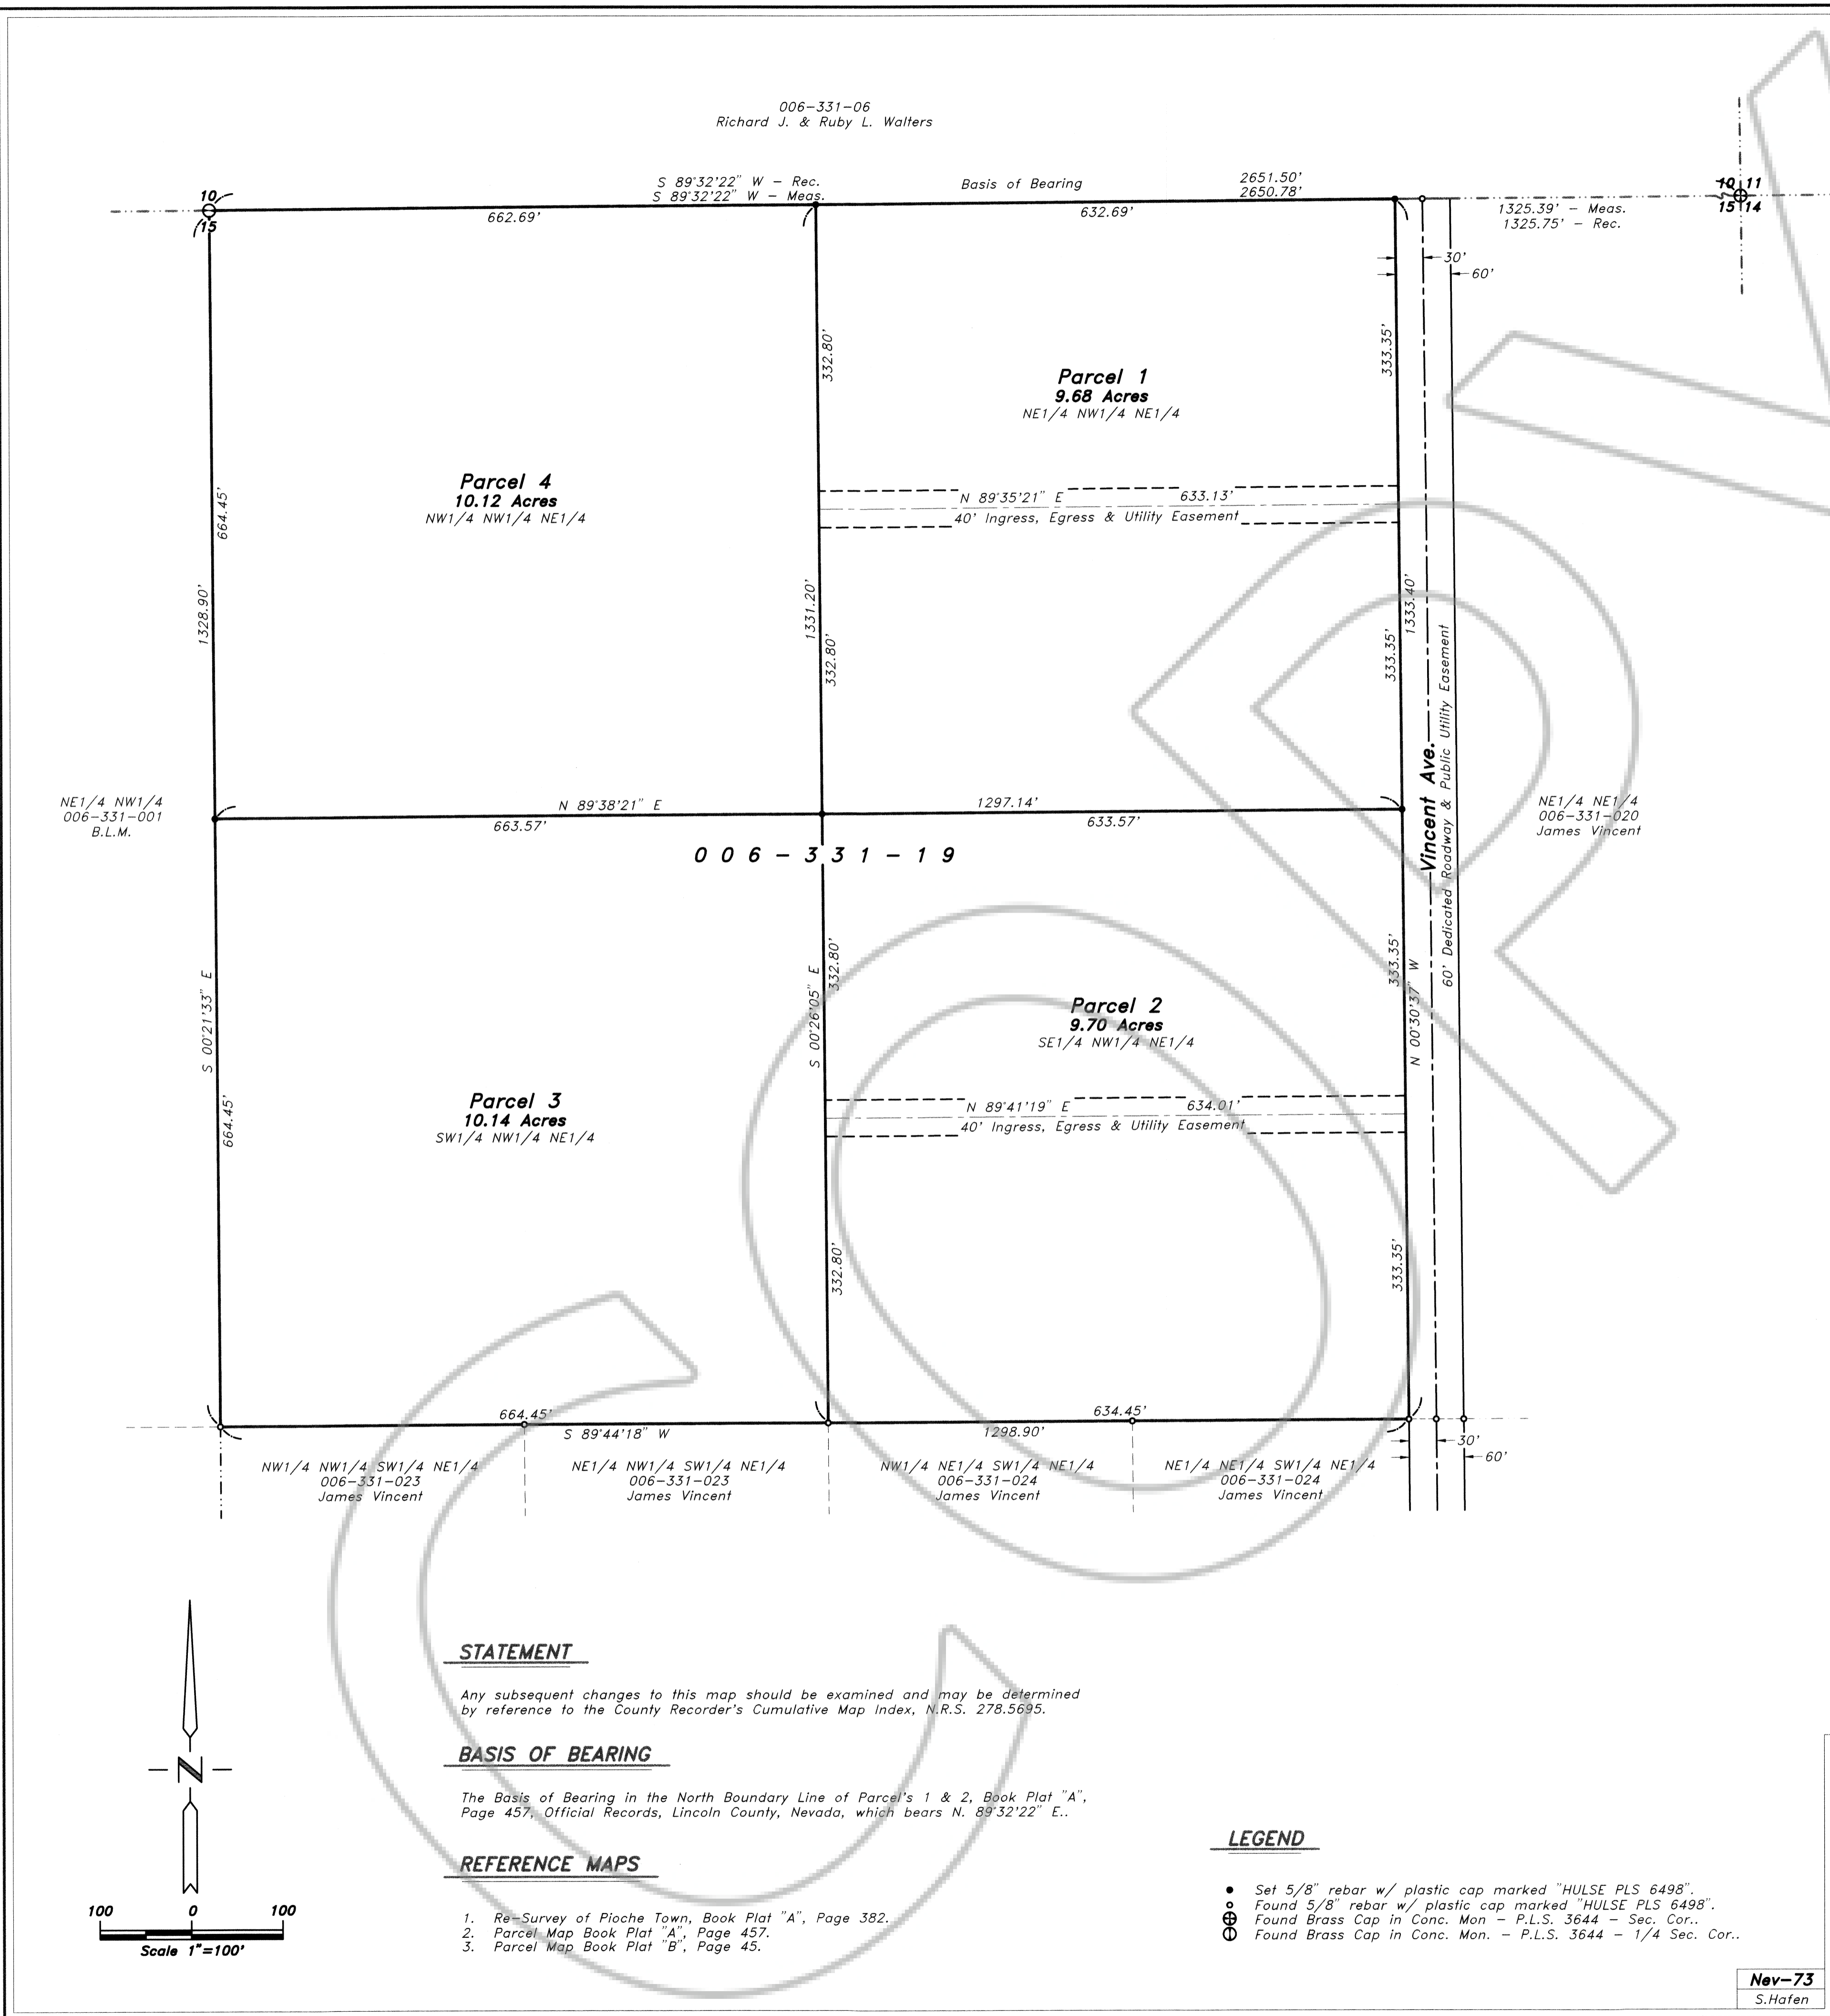 006-331-06
Richard J. & Ruby L. Walters
S 89°32'22" W - Rec.
S 89°32'22" W - Meas.
Basis of Bearing
2651.50'
2650.78'
10
15
662.69'
632.69'
10 11
15 14
1325.39' - Meas.
1325.75' - Rec.
30'
60'
332.80'
333.35'
Parcel 1
9.68 Acres
NE1/4 NW1/4 NE1/4
Parcel 4
10.12 Acres
NW1/4 NW1/4 NE1/4
664.45'
N 89°35'21" E 633.13'
40' Ingress, Egress & Utility Easement
1328.90'
1331.20'
332.80'
333.35'
1333.40'
Vincent Ave.
60' Dedicated Roadway & Public Utility Easement
NE1/4 NW1/4
006-331-001
B.L.M.
N 89°38'21" E
1297.14'
663.57'
633.57'
NE1/4 NE1/4
006-331-020
James Vincent
006-331-19
S 00°21'33" E
S 00°26'05" E
332.80'
333.35'
N 00°30'37" W
Parcel 2
9.70 Acres
SE1/4 NW1/4 NE1/4
Parcel 3
10.14 Acres
SW1/4 NW1/4 NE1/4
664.45'
N 89°41'19" E 634.01'
40' Ingress, Egress & Utility Easement
332.80'
333.35'
664.45'
634.45'
S 89°44'18" W
1298.90'
30'
60'
NW1/4 NW1/4 SW1/4 NE1/4
006-331-023
James Vincent
NE1/4 NW1/4 SW1/4 NE1/4
006-331-023
James Vincent
NW1/4 NE1/4 SW1/4 NE1/4
006-331-024
James Vincent
NE1/4 NE1/4 SW1/4 NE1/4
006-331-024
James Vincent
STATEMENT
Any subsequent changes to this map should be examined and may be determined
by reference to the County Recorder's Cumulative Map Index, N.R.S. 278.5695.
BASIS OF BEARING
The Basis of Bearing in the North Boundary Line of Parcel's 1 & 2, Book Plat "A",
Page 457, Official Records, Lincoln County, Nevada, which bears N. 89°32'22" E..
REFERENCE MAPS
1. Re-Survey of Pioche Town, Book Plat "A", Page 382.
2. Parcel Map Book Plat "A", Page 457.
3. Parcel Map Book Plat "B", Page 45.
N
100 0 100
Scale 1"=100'
LEGEND
Set 5/8" rebar w/ plastic cap marked "HULSE PLS 6498".
Found 5/8" rebar w/ plastic cap marked "HULSE PLS 6498".
Found Brass Cap in Conc. Mon - P.L.S. 3644 - Sec. Cor..
Found Brass Cap in Conc. Mon. - P.L.S. 3644 - 1/4 Sec. Cor..
Nev-73
S.Hafen
COPY